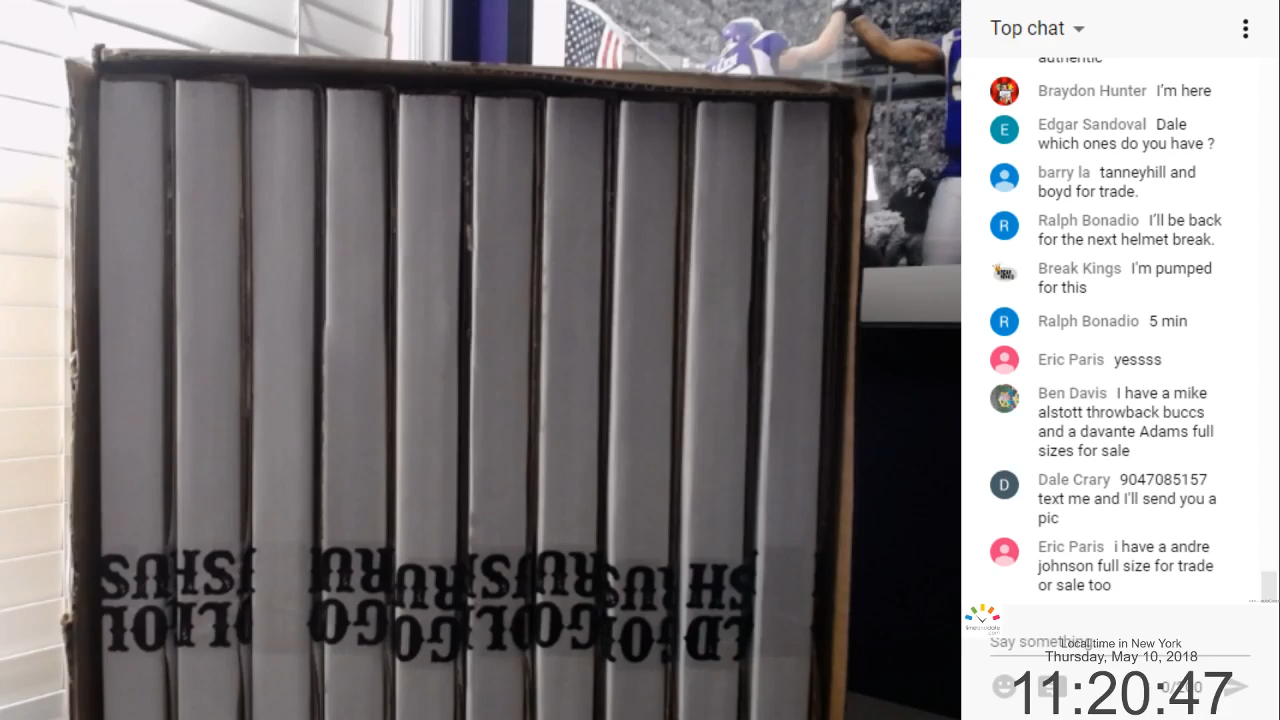 Top chat
authentic
Braydon Hunter I'm here
Edgar Sandoval Dale
which ones do you have ?
barry la tanneyhill and
boyd for trade.
Ralph Bonadio I'll be back
for the next helmet break.
Break Kings I'm pumped
for this
Ralph Bonadio 5 min
Eric Paris yessss
Ben Davis I have a mike
alstott throwback buccs
and a davante Adams full
sizes for sale
Dale Crary 9047085157
text me and I'll send you a
pic
Eric Paris i have a andre
johnson full size for trade
or sale too
Say something...
Local time in New York
Thursday, May 10, 2018
11:20:47